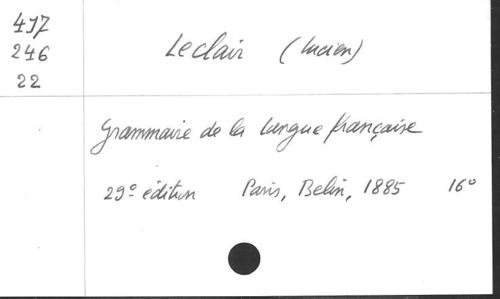 417
246
22
Leclair (Lucien)
Grammaire de la langue française
29e édition Paris, Belin, 1885 16°